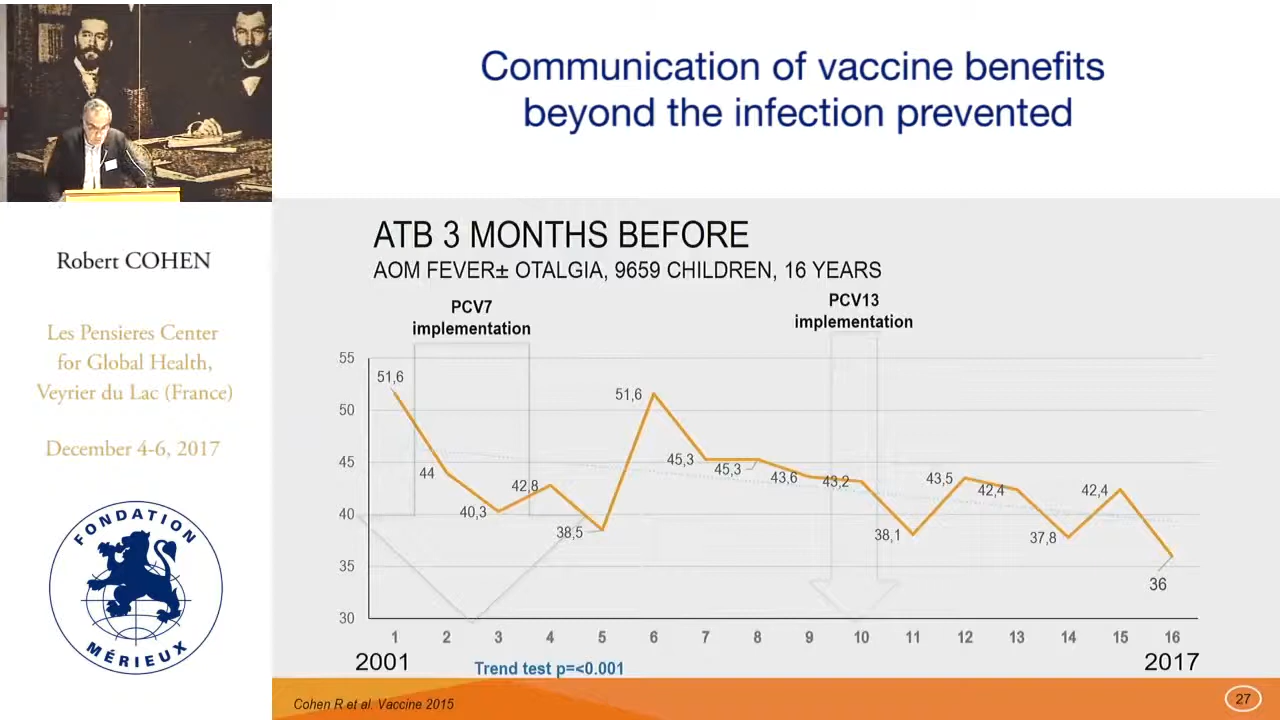 Communication of vaccine benefits
beyond the infection prevented
Robert COHEN
Les Pensieres Center
for Global Health,
Veyrier du Lac (France)
December 4-6, 2017
FONDATION
MÉRIEUX
ATB 3 MONTHS BEFORE
AOM FEVER± OTALGIA, 9659 CHILDREN, 16 YEARS
PCV7
implementation
PCV13
implementation
55
50
45
40
35
30
51,6
44
40,3
42,8
38,5
51,6
45,3
45,3
43,6
43,2
38,1
43,5
42,4
37,8
42,4
36
1 2 3 4 5 6 7 8 9 10 11 12 13 14 15 16
2001
2017
Trend test p=<0.001
Cohen R et al. Vaccine 2015
27